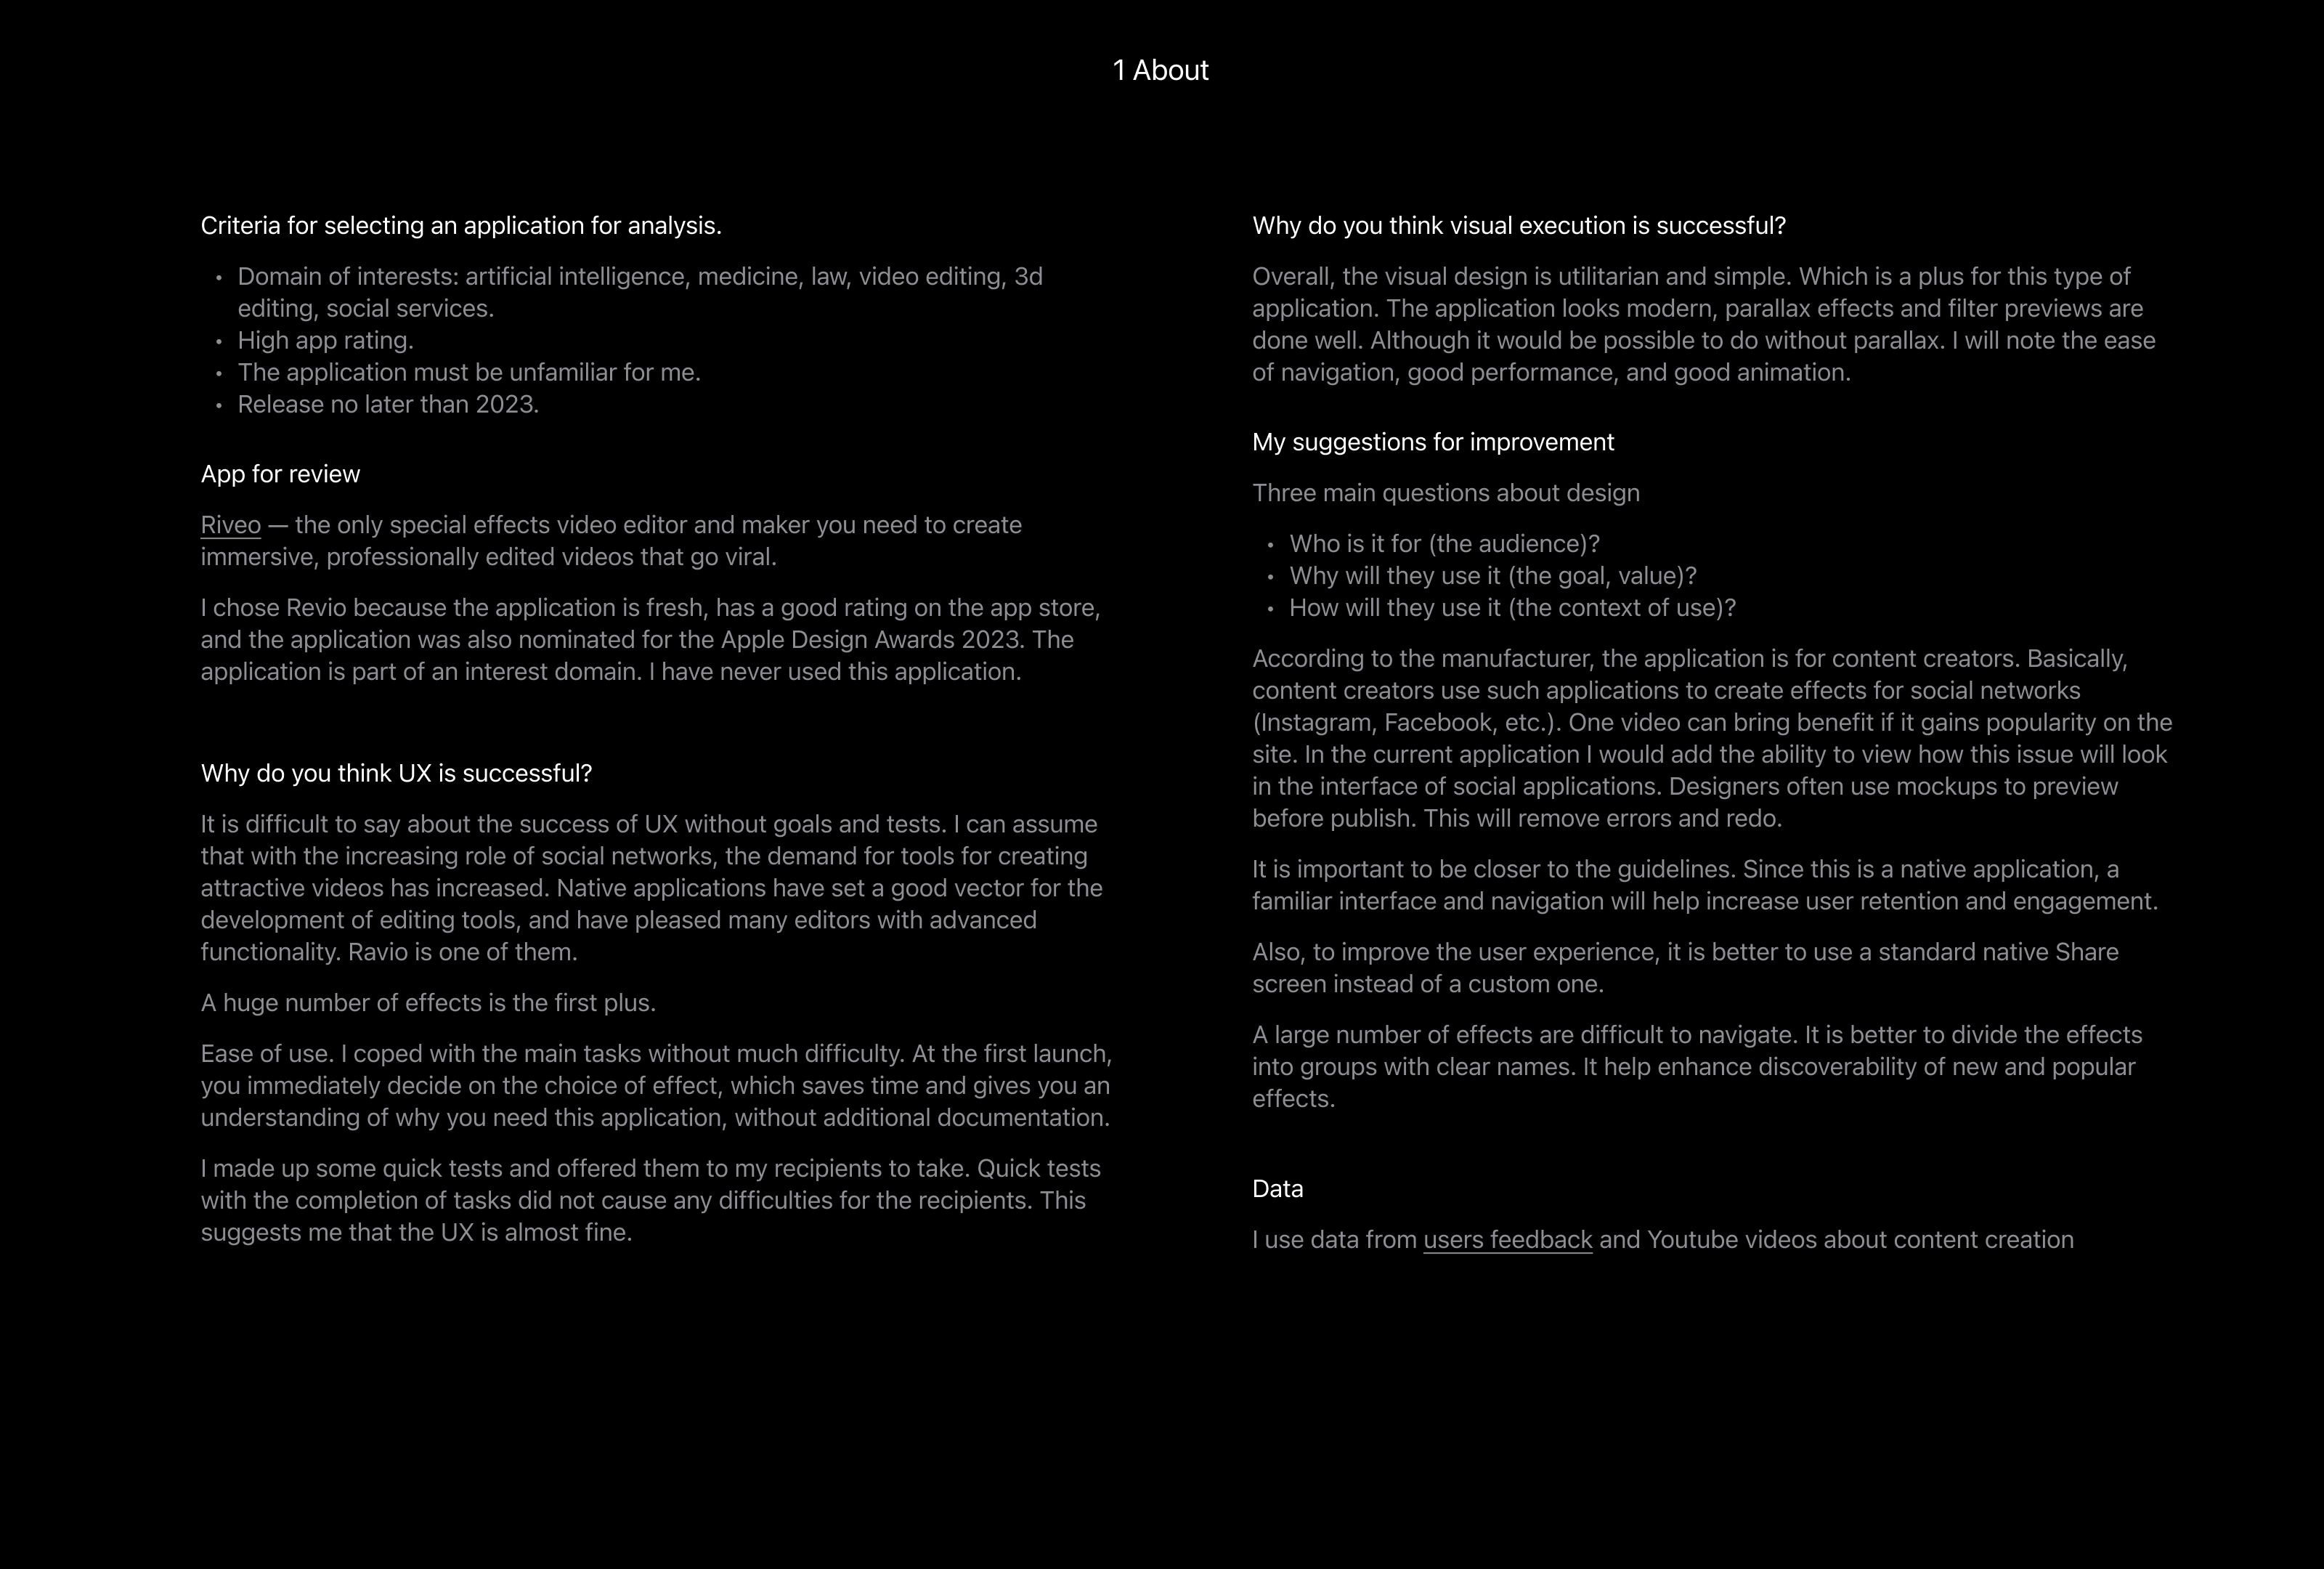 1 About
Criteria for selecting an application for analysis.
• Domain of interests: artificial intelligence, medicine, law, video editing, 3d
editing, social services.
• High app rating.
• The application must be unfamiliar for me.
• Release no later than 2023.
App for review
Riveo — the only special effects video editor and maker you need to create
immersive, professionally edited videos that go viral.
I chose Revio because the application is fresh, has a good rating on the app store,
and the application was also nominated for the Apple Design Awards 2023. The
application is part of an interest domain. I have never used this application.
Why do you think UX is successful?
It is difficult to say about the success of UX without goals and tests. I can assume
that with the increasing role of social networks, the demand for tools for creating
attractive videos has increased. Native applications have set a good vector for the
development of editing tools, and have pleased many editors with advanced
functionality. Ravio is one of them.
A huge number of effects is the first plus.
Ease of use. I coped with the main tasks without much difficulty. At the first launch,
you immediately decide on the choice of effect, which saves time and gives you an
understanding of why you need this application, without additional documentation.
I made up some quick tests and offered them to my recipients to take. Quick tests
with the completion of tasks did not cause any difficulties for the recipients. This
suggests me that the UX is almost fine.
Why do you think visual execution is successful?
Overall, the visual design is utilitarian and simple. Which is a plus for this type of
application. The application looks modern, parallax effects and filter previews are
done well. Although it would be possible to do without parallax. I will note the ease
of navigation, good performance, and good animation.
My suggestions for improvement
Three main questions about design
• Who is it for (the audience)?
• Why will they use it (the goal, value)?
• How will they use it (the context of use)?
According to the manufacturer, the application is for content creators. Basically,
content creators use such applications to create effects for social networks
(Instagram, Facebook, etc.). One video can bring benefit if it gains popularity on the
site. In the current application I would add the ability to view how this issue will look
in the interface of social applications. Designers often use mockups to preview
before publish. This will remove errors and redo.
It is important to be closer to the guidelines. Since this is a native application, a
familiar interface and navigation will help increase user retention and engagement.
Also, to improve the user experience, it is better to use a standard native Share
screen instead of a custom one.
A large number of effects are difficult to navigate. It is better to divide the effects
into groups with clear names. It help enhance discoverability of new and popular
effects.
Data
I use data from users feedback and Youtube videos about content creation